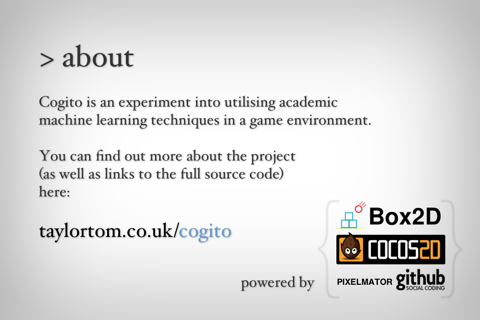 > about
Cogito is an experiment into utilising academic
machine learning techniques in a game environment.
You can find out more about the project
(as well as links to the full source code)
here:
taylortom.co.uk/cogito
powered by
Box2D
COCOS2D
PIXELMATOR github
SOCIAL CODING